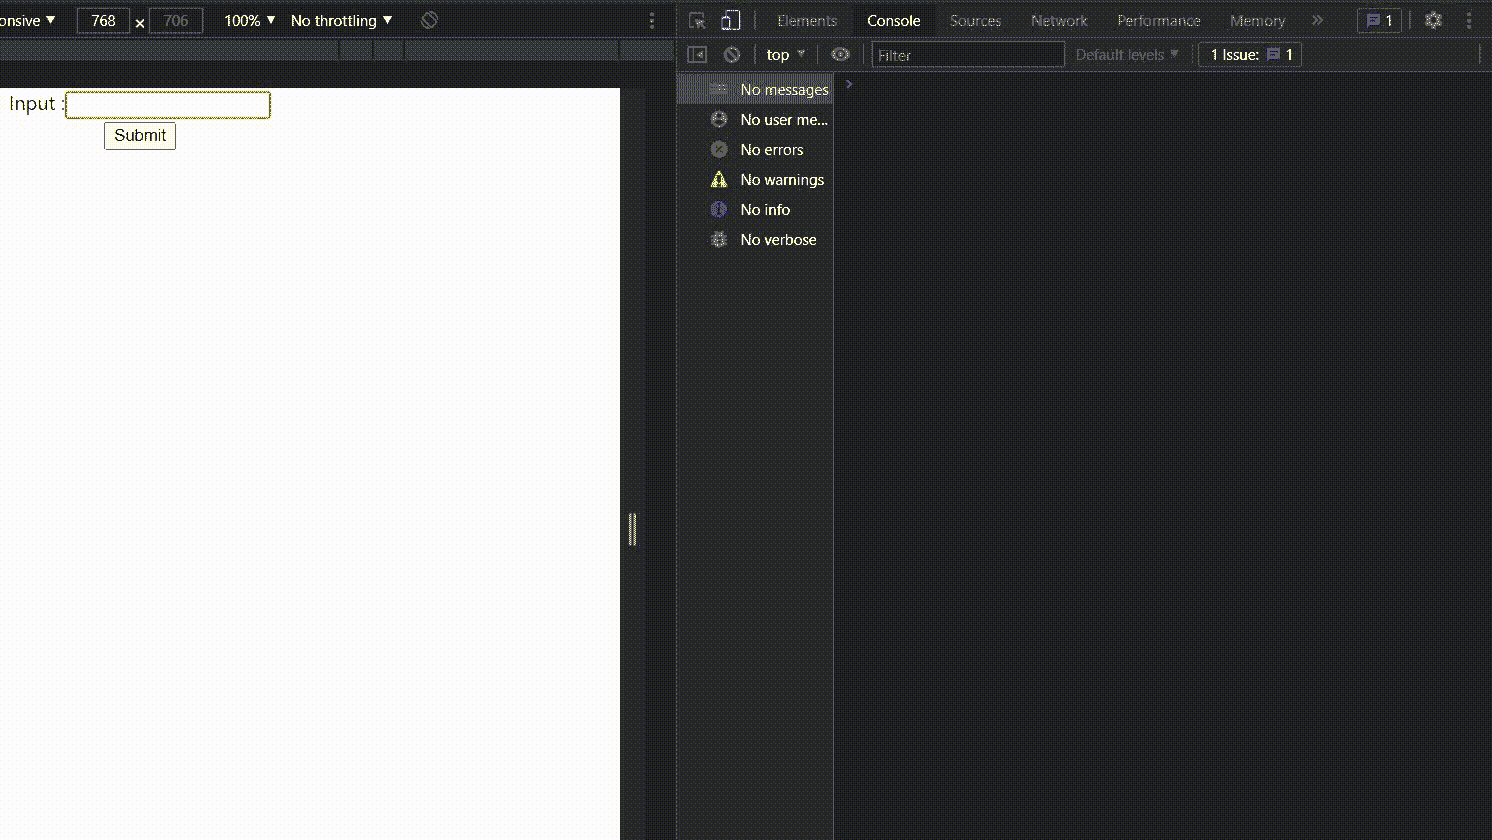 onsive ▼ 768 × 706 100% ▼ No throttling ▼
Elements Console Sources Network Performance Memory » 1
top ▼ Filter Default levels ▼ 1 Issue: 1
Input :
Submit
No messages
No user me...
No errors
No warnings
No info
No verbose